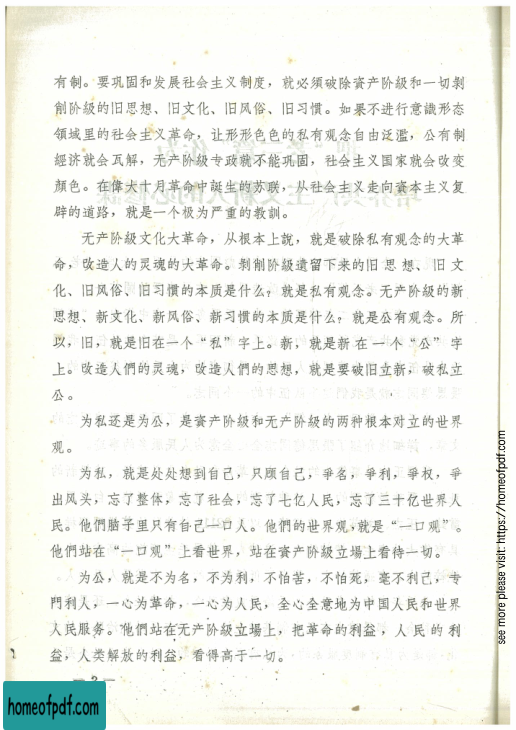 有制。要巩固和发展社会主义制度，就必須破除資产阶級和一切剝
削阶級的旧思想、旧文化、旧风俗、旧习慣。如果不进行意識形态
領域里的社会主义革命，让形形色色的私有观念自由泛濫，公有制
經济就会瓦解，无产阶級专政就不能巩固，社会主义国家就会改变
顏色。在偉大十月革命中誕生的苏联，从社会主义走向資本主义复
辟的道路，就是一个极为严重的教訓。
无产阶級文化大革命，从根本上說，就是破除私有观念的大革
命，改造人的灵魂的大革命。剝削阶級遺留下来的旧思想、旧文
化、旧风俗、旧习慣的本质是什么？就是私有观念。无产阶級的新
思想、新文化、新风俗、新习慣的本质是什么？就是公有观念。所
以，旧，就是旧在一个“私”字上。新，就是新在一个“公”字
上。改造人們的灵魂，改造人們的思想，就是要破旧立新，破私立
公。
为私还是为公，是資产阶級和无产阶級的两种根本对立的世界
观。
为私，就是处处想到自己，只顾自己，爭名，爭利，爭权，爭
出风头，忘了整体，忘了社会，忘了七亿人民，忘了三十亿世界人
民。他們脑子里只有自己一口人。他們的世界观，就是“一口观”。
他們站在“一口观”上看世界，站在資产阶級立場上看待一切。
为公，就是不为名，不为利，不怕苦，不怕死，毫不利己，专
門利人，一心为革命，一心为人民，全心全意地为中国人民和世界
人民服务。他們站在无产阶級立場上，把革命的利益，人民的利
益，人类解放的利益，看得高于一切。
— 2 —
homeofpdf.com
see more please visit: https://homeofpdf.com